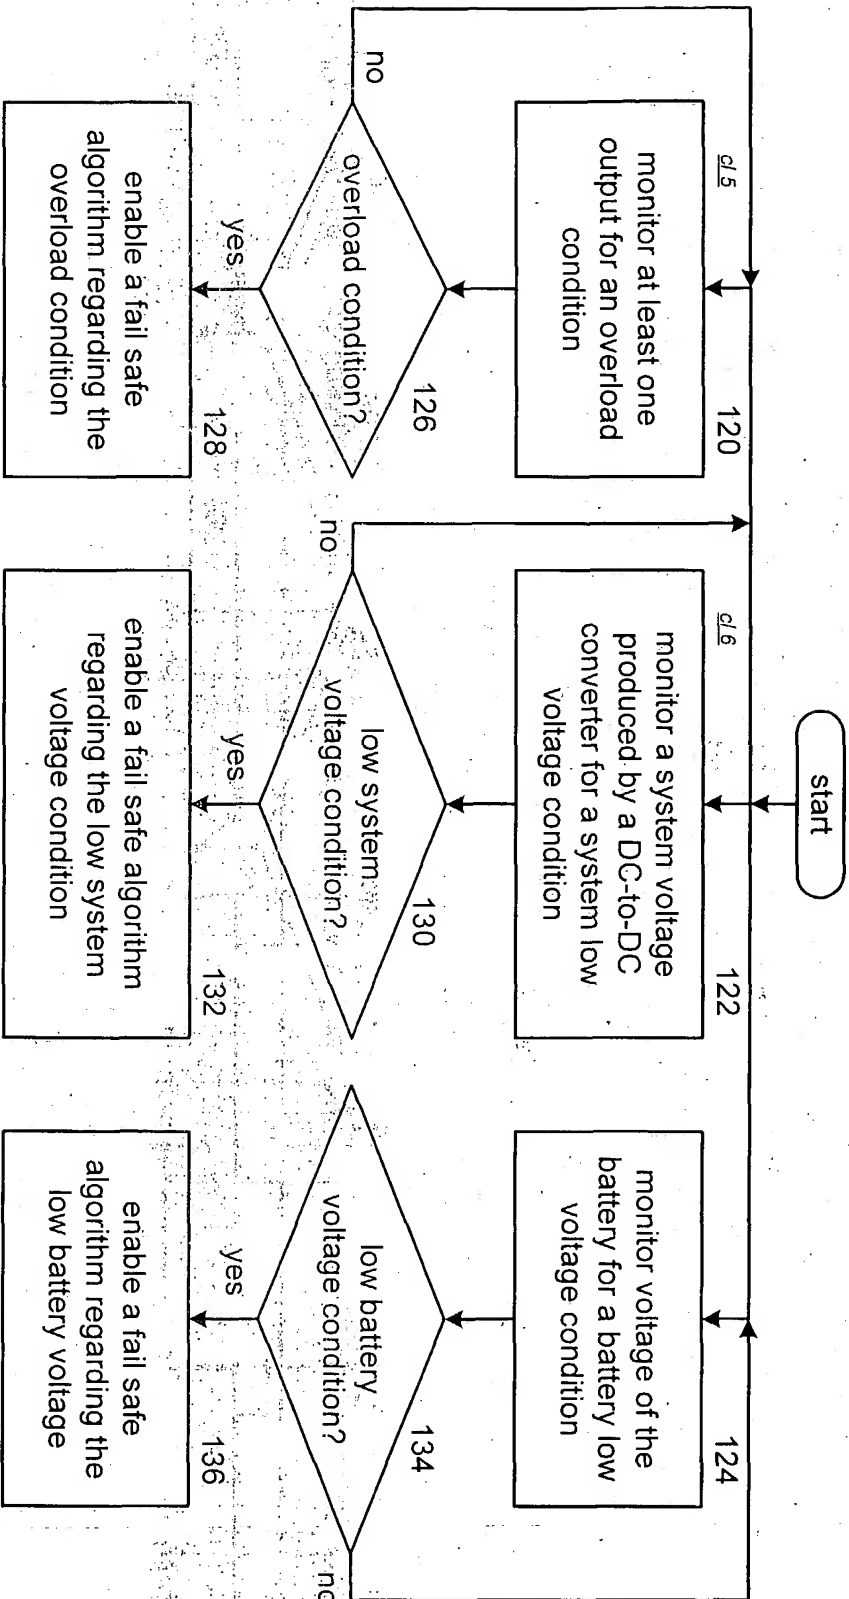 start
cl 5
120
monitor at least one
output for an overload
condition
no
overload condition?
126
yes
128
enable a fail safe
algorithm regarding the
overload condition
cl 6
122
monitor a system voltage
produced by a DC-to-DC
converter for a system low
voltage condition
no
low system
voltage condition?
130
yes
132
enable a fail safe algorithm
regarding the low system
voltage condition
124
monitor voltage of the
battery for a battery low
voltage condition
low battery
voltage condition?
134
no
yes
136
enable a fail safe
algorithm regarding the
low battery voltage